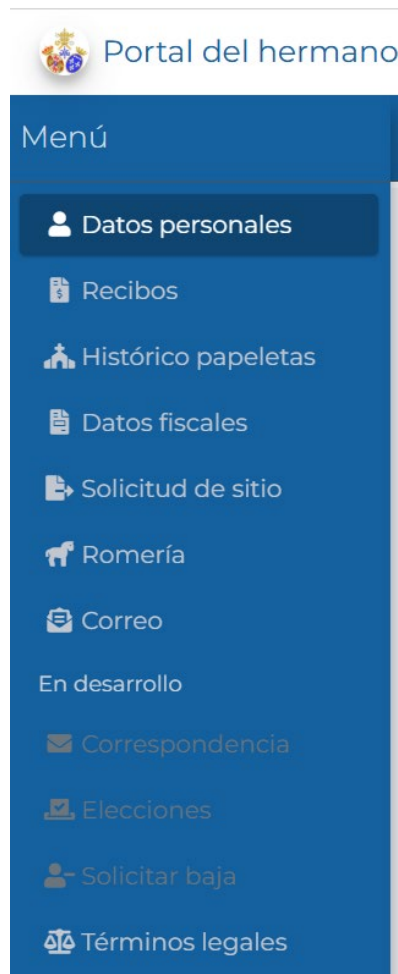 Portal del hermano
Menú
Datos personales
Recibos
Histórico papeletas
Datos fiscales
Solicitud de sitio
Romería
Correo
En desarrollo
Correspondencia
Elecciones
Solicitar baja
Términos legales